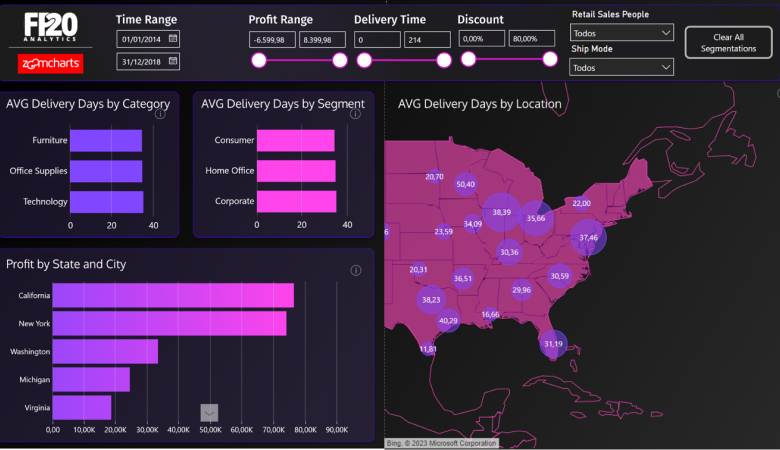 FP20
ANALYTICS
zoomcharts
Time Range
01/01/2014
31/12/2018
Profit Range
-6.599,98
8.399,98
Delivery Time
0
214
Discount
0,00%
80,00%
Retail Sales People
Todos
Ship Mode
Todos
Clear All
Segmentations
AVG Delivery Days by Category
Furniture
Office Supplies
Technology
0
20
40
AVG Delivery Days by Segment
Consumer
Home Office
Corporate
0
20
40
Profit by State and City
California
New York
Washington
Michigan
Virginia
0,00K
10,00K
20,00K
30,00K
40,00K
50,00K
60,00K
70,00K
80,00K
90,00K
AVG Delivery Days by Location
20,70
50,40
38,39
35,66
22,00
6
23,59
34,09
37,46
30,36
20,31
36,51
30,59
38,23
29,96
40,29
16,66
11,81
31,19
Bing, © 2023 Microsoft Corporation